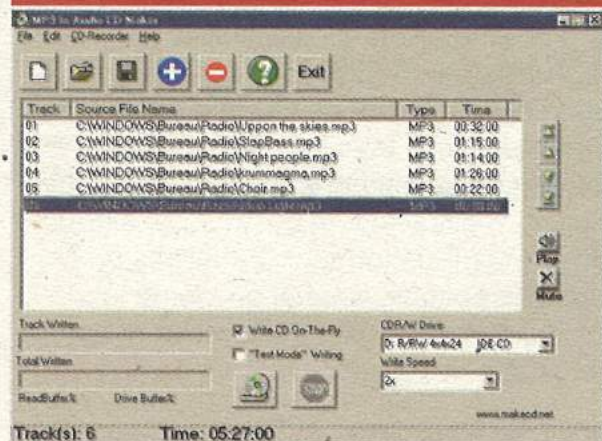 MP3 to Audio CD Maker
File Edit CD-Recorder Help
Exit
Track Source File Name Type Time
01 C:\WINDOWS\Bureau\Radio\Uppon the skies.mp3 MP3 00:32:00
02 C:\WINDOWS\Bureau\Radio\SlapBass.mp3 MP3 01:15:00
03 C:\WINDOWS\Bureau\Radio\Night people.mp3 MP3 01:14:00
04 C:\WINDOWS\Bureau\Radio\krummagma.mp3 MP3 01:26:00
05 C:\WINDOWS\Bureau\Radio\Choir.mp3 MP3 00:22:00
MP3
Play
Mute
Track Written
Write CD On-The-Fly
CDR/W Drive
D: R/RW 4x4x24 IDE-CD
Total Written
"Test Mode" Writing
Write Speed
2x
ReadBuffer% Drive Buffer%
www.makecd.net
Track(s): 6 Time: 05:27:00